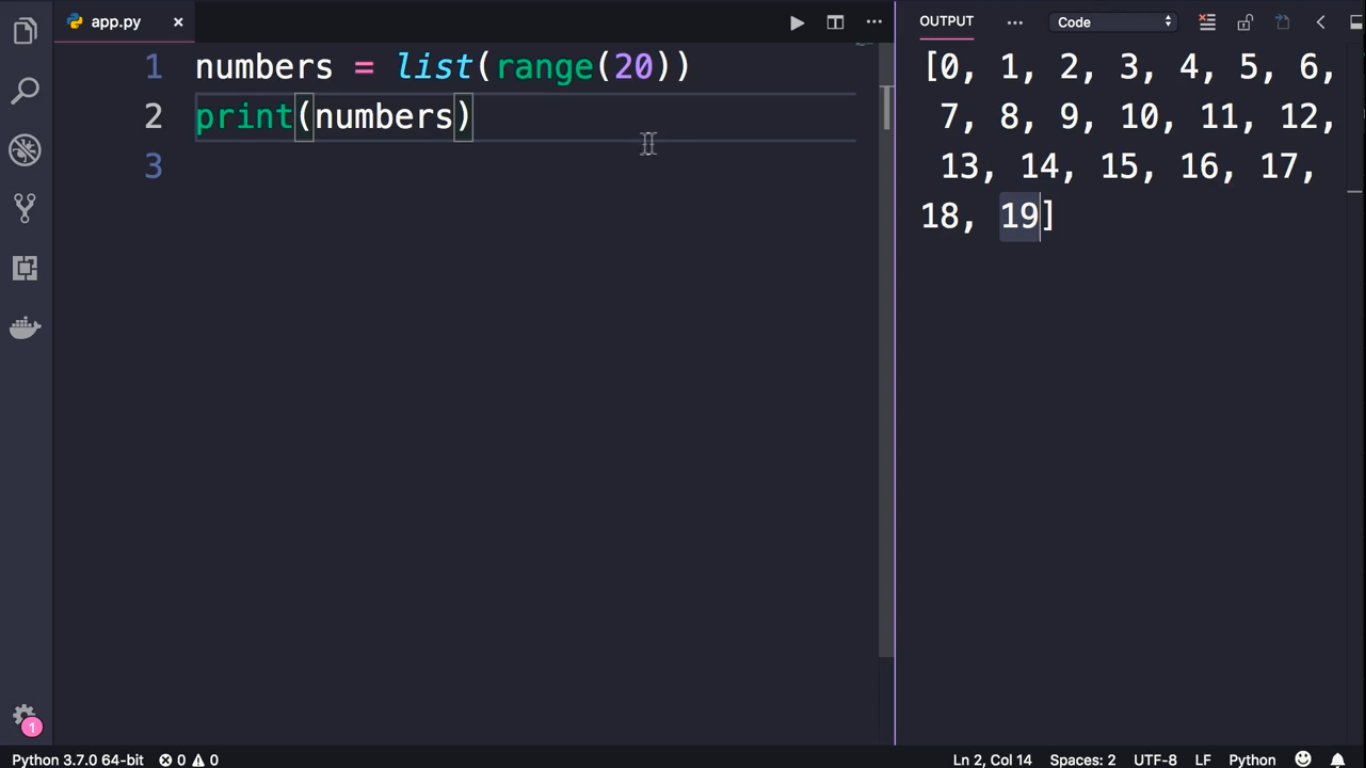 app.py ×
1 numbers = list(range(20))
2 print(numbers)
3
OUTPUT ... Code
[0, 1, 2, 3, 4, 5, 6,
7, 8, 9, 10, 11, 12,
13, 14, 15, 16, 17,
18, 19]
1
Python 3.7.0 64-bit 0 0 Ln 2, Col 14 Spaces: 2 UTF-8 LF Python